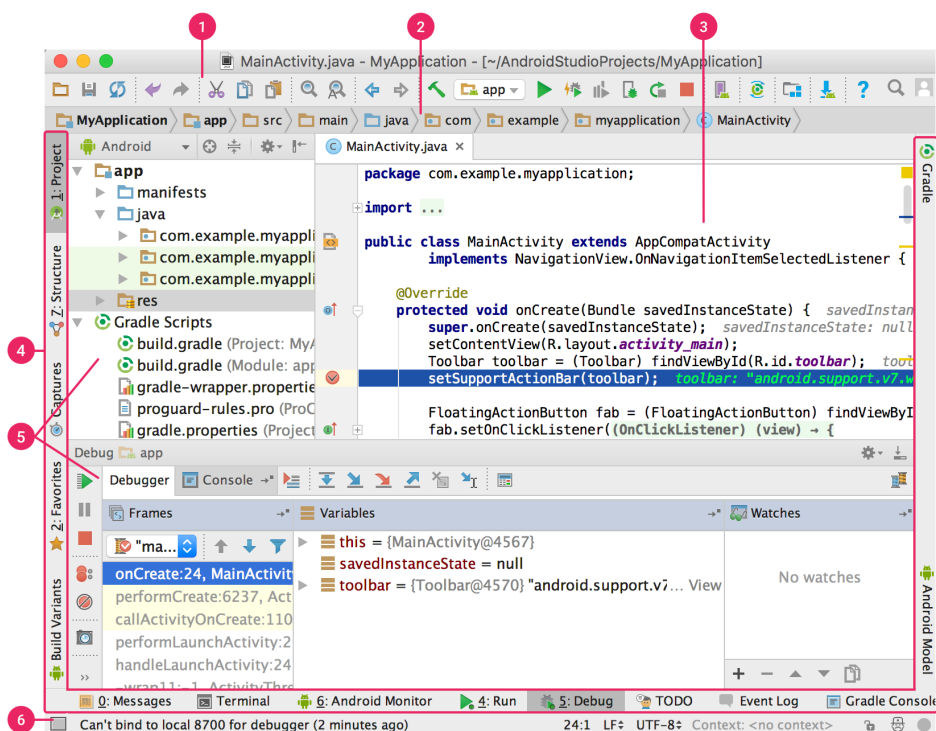 1
2
3
MainActivity.java - MyApplication - [~/AndroidStudioProjects/MyApplication]
app
MyApplication app src main java com example myapplication MainActivity
Android
MainActivity.java
1: Project
Z: Structure
Captures
2: Favorites
Build Variants
4
5
6
app
manifests
java
com.example.myappli
com.example.myappli
com.example.myappli
res
Gradle Scripts
build.gradle (Project: MyA
build.gradle (Module: app
gradle-wrapper.propertie
proguard-rules.pro (ProG
gradle.properties (Project
package com.example.myapplication;
import ...
public class MainActivity extends AppCompatActivity
implements NavigationView.OnNavigationItemSelectedListener {
@Override
protected void onCreate(Bundle savedInstanceState) { savedInstan
super.onCreate(savedInstanceState); savedInstanceState: null
setContentView(R.layout.activity_main);
Toolbar toolbar = (Toolbar) findViewById(R.id.toolbar); tool
setSupportActionBar(toolbar); toolbar: "android.support.v7.w
FloatingActionButton fab = (FloatingActionButton) findViewByI
fab.setOnClickListener((OnClickListener) (view) → {
Gradle
Android Model
Debug app
Debugger Console
Frames
Variables
Watches
"ma...
onCreate:24, MainActivit
performCreate:6237, Act
callActivityOnCreate:110
performLaunchActivity:2
handleLaunchActivity:24
-wrap11:-1, ActivityThre
this = {MainActivity@4567}
savedInstanceState = null
toolbar = {Toolbar@4570} "android.support.v7... View
No watches
0: Messages Terminal 6: Android Monitor 4: Run 5: Debug TODO Event Log Gradle Console
Can't bind to local 8700 for debugger (2 minutes ago) 24:1 LF UTF-8 Context: <no context>